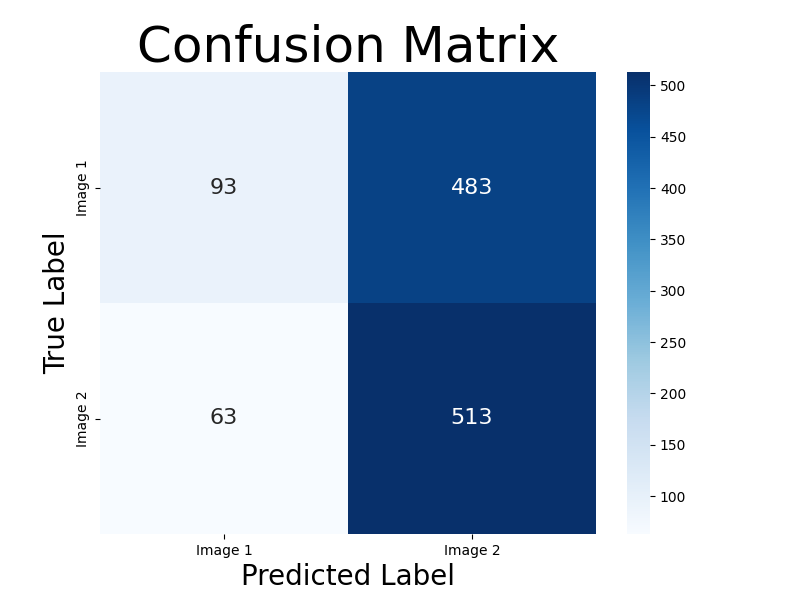 Confusion Matrix
True Label
Image 1
93
483
Image 2
63
513
Image 1
Image 2
Predicted Label
500
450
400
350
300
250
200
150
100